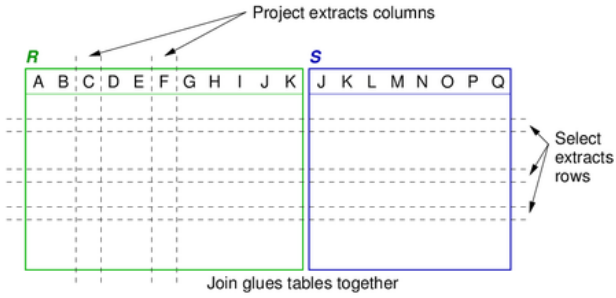 Project extracts columns
R
S
A B C D E F G H I J K
J K L M N O P Q
Select
extracts
rows
Join glues tables together